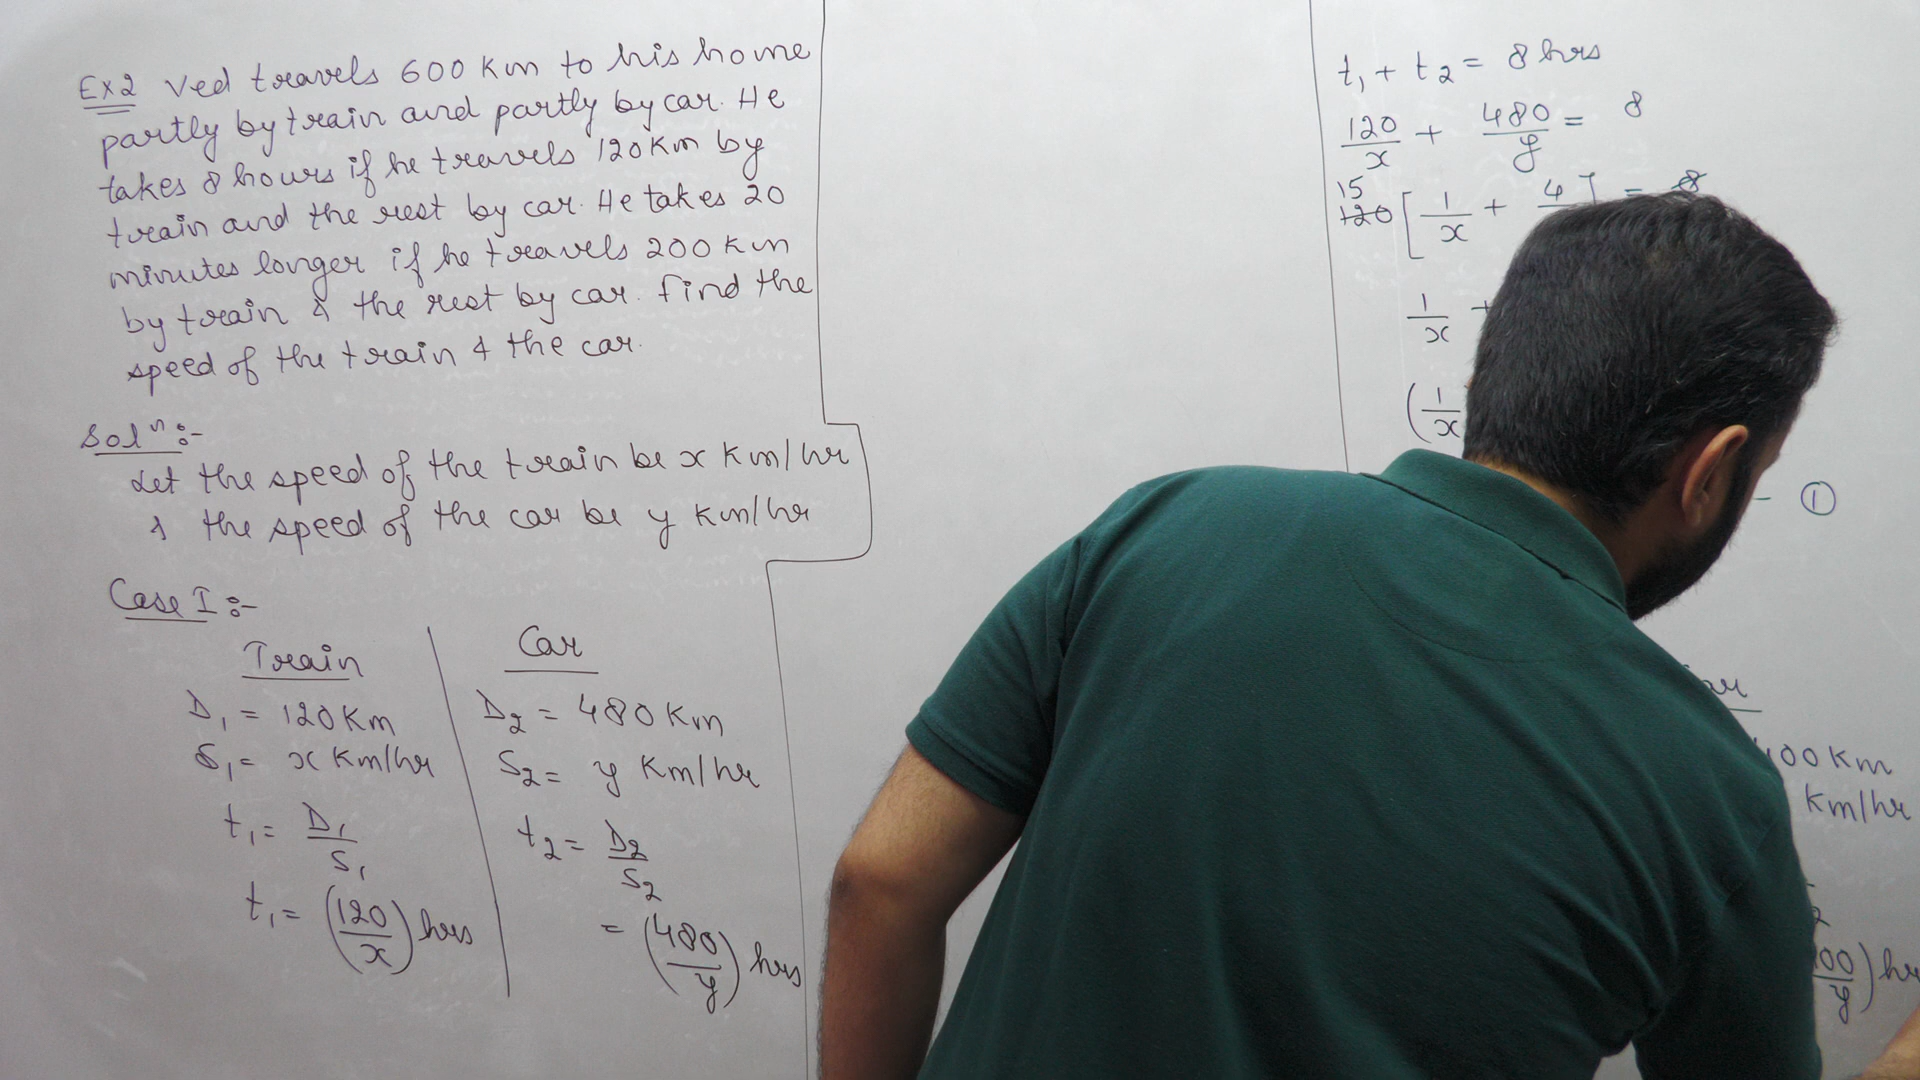 Ex2 Ved travels 600 Km to his home
partly by train and partly by car. He
takes 8 hours if he travels 120Km by
train and the rest by car. He takes 20
minutes longer if he travels 200 Km
by train & the rest by car. find the
speed of the train & the car.
Solⁿ:-
Let the speed of the train be x Km/hr
& the speed of the car be y Km/hr
Case I :-
Train
D₁ = 120 Km
S₁ = x Km/hr
t₁ = D₁/S₁
t₁ = (120/x) hrs
Car
D₂ = 480 Km
S₂ = y Km/hr
t₂ = D₂/S₂
= (480/y) hrs
t₁ + t₂ = 8 hrs
120/x + 480/y = 8
15
120 [1/x + 4 ] = 8
1/x +
(1/x
- ①
00 Km
Km/hr
00/y) hr